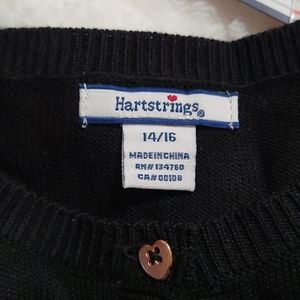 Hartstrings®
14/16
MADE IN CHINA
RN# 134760
CA# 00108